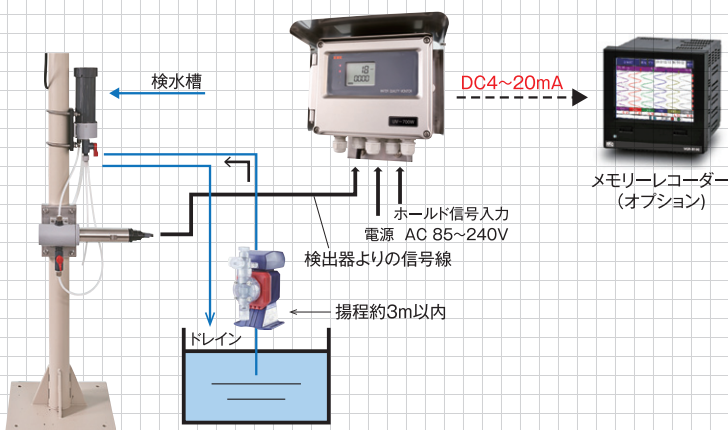 検水槽
DC4～20mA
メモリーレコーダー
（オプション）
ホールド信号入力
電源 AC 85～240V
検出器よりの信号線
揚程約3m以内
ドレイン